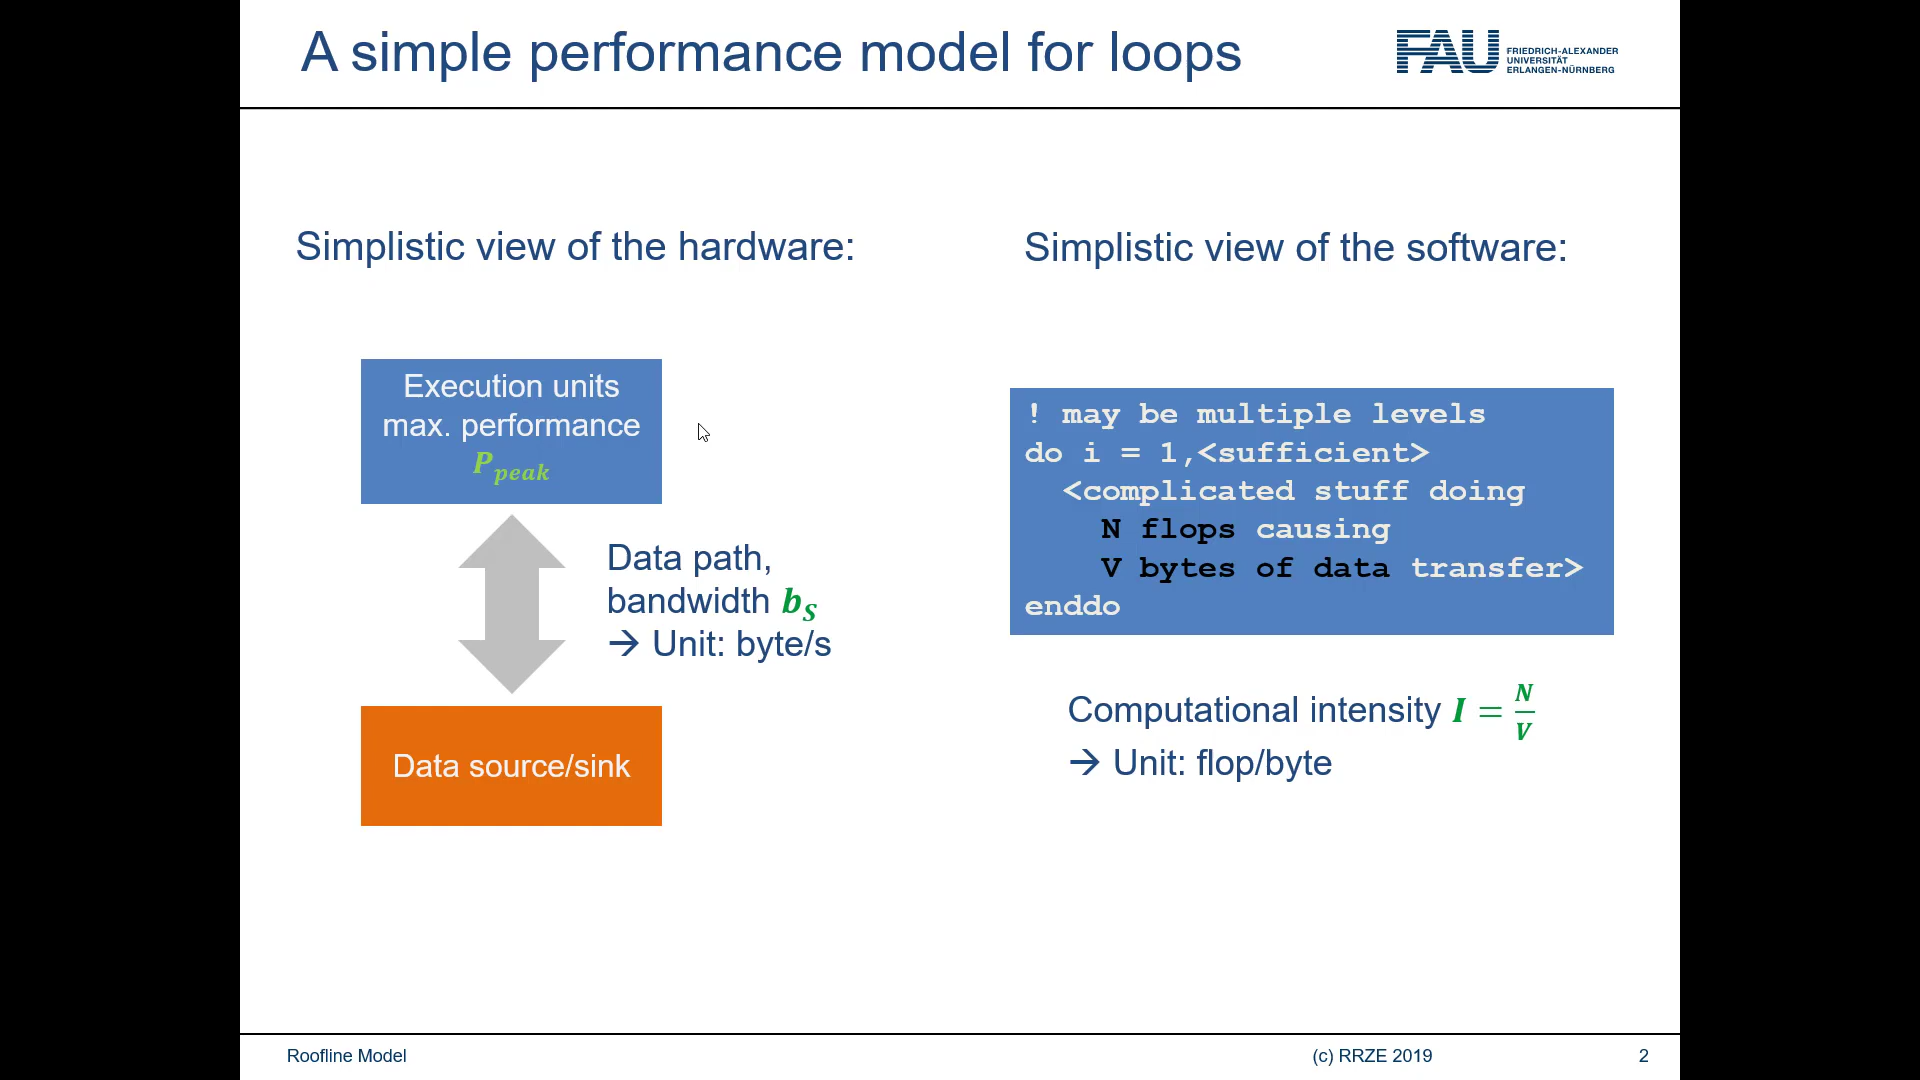 A simple performance model for loops
FAU
FRIEDRICH-ALEXANDER
UNIVERSITÄT
ERLANGEN-NÜRNBERG
Simplistic view of the hardware:
Execution units
max. performance
P_peak
Data path,
bandwidth b_S
→ Unit: byte/s
Data source/sink
Simplistic view of the software:
! may be multiple levels
do i = 1,<sufficient>
<complicated stuff doing
N flops causing
V bytes of data transfer>
enddo
Computational intensity I = N/V
→ Unit: flop/byte
Roofline Model
(c) RRZE 2019
2